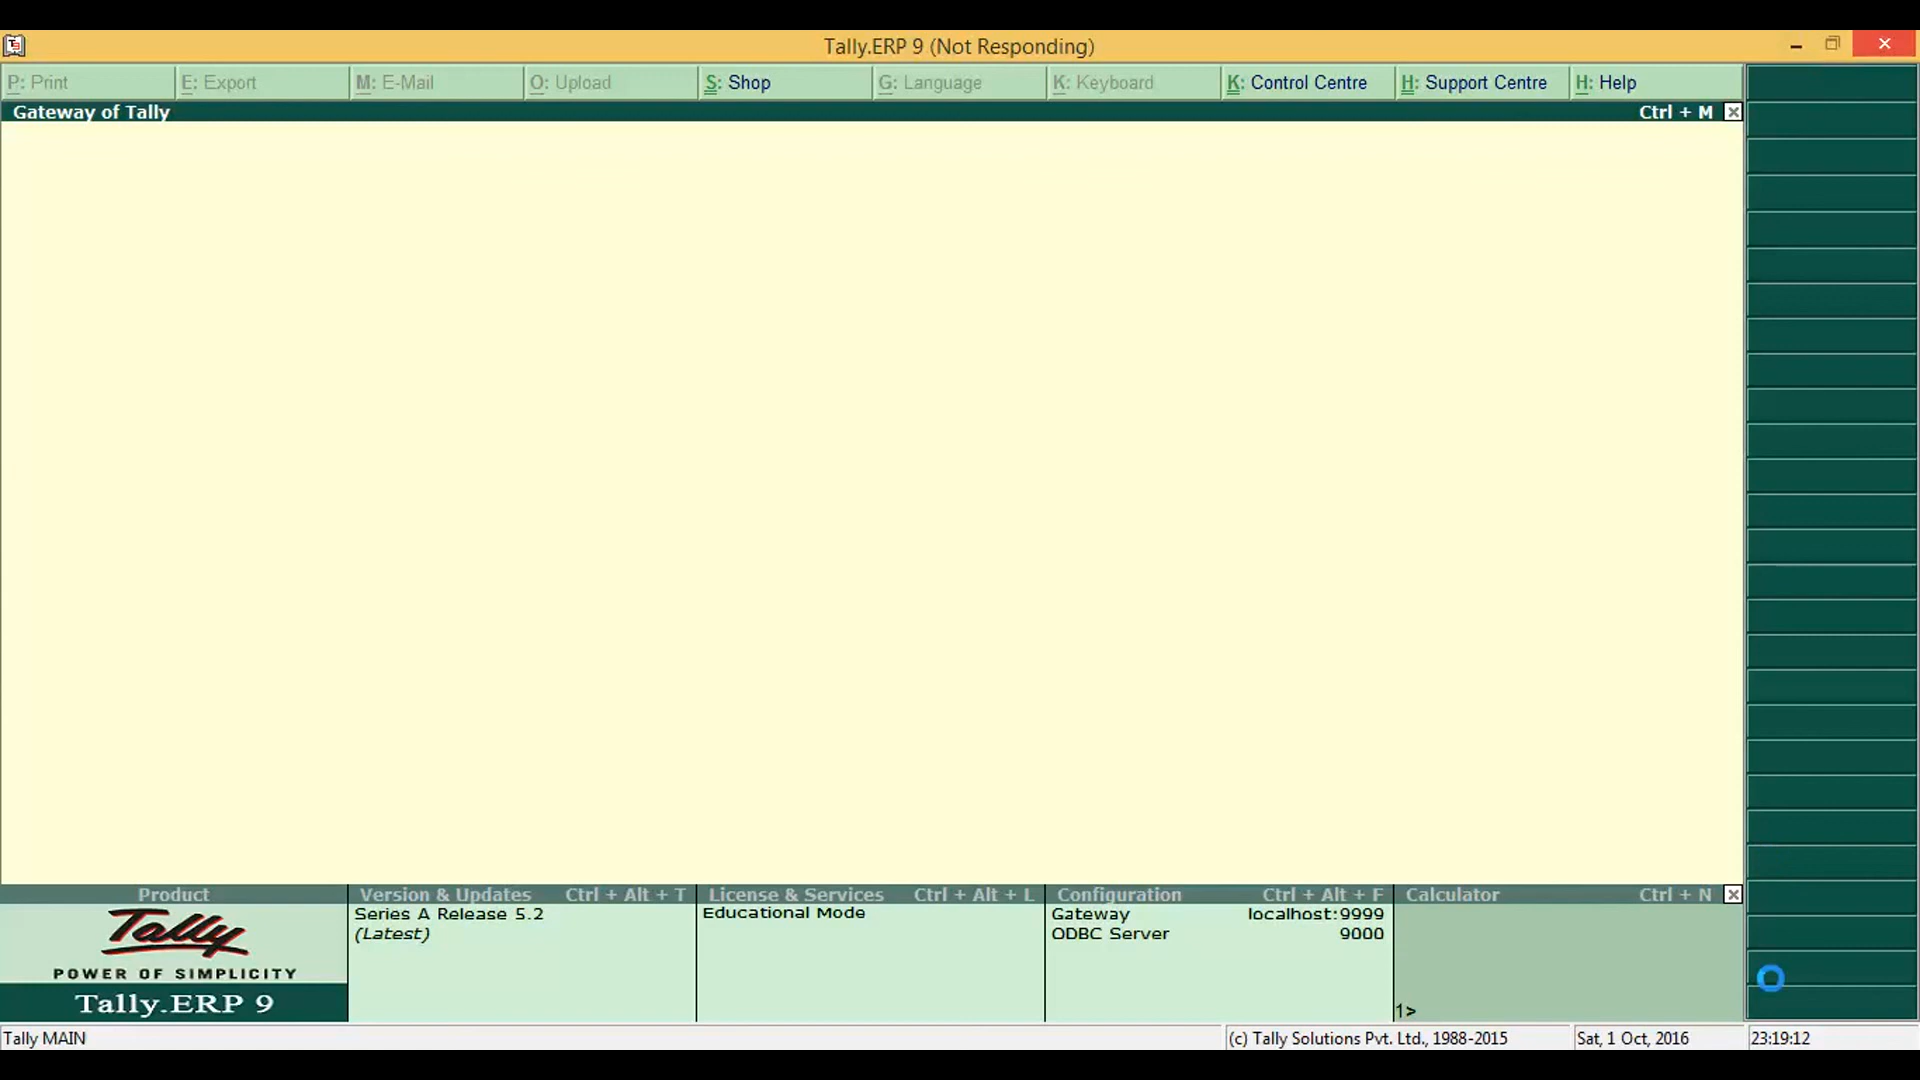 Tally.ERP 9 (Not Responding)
P: Print E: Export M: E-Mail O: Upload S: Shop G: Language K: Keyboard K: Control Centre H: Support Centre H: Help
Gateway of Tally Ctrl + M
Product Version & Updates Ctrl + Alt + T License & Services Ctrl + Alt + L Configuration Ctrl + Alt + F Calculator Ctrl + N
Tally
POWER OF SIMPLICITY
Tally.ERP 9
Series A Release 5.2
(Latest)
Educational Mode
Gateway localhost:9999
ODBC Server 9000
1>
Tally MAIN (c) Tally Solutions Pvt. Ltd., 1988-2015 Sat, 1 Oct, 2016 23:19:12